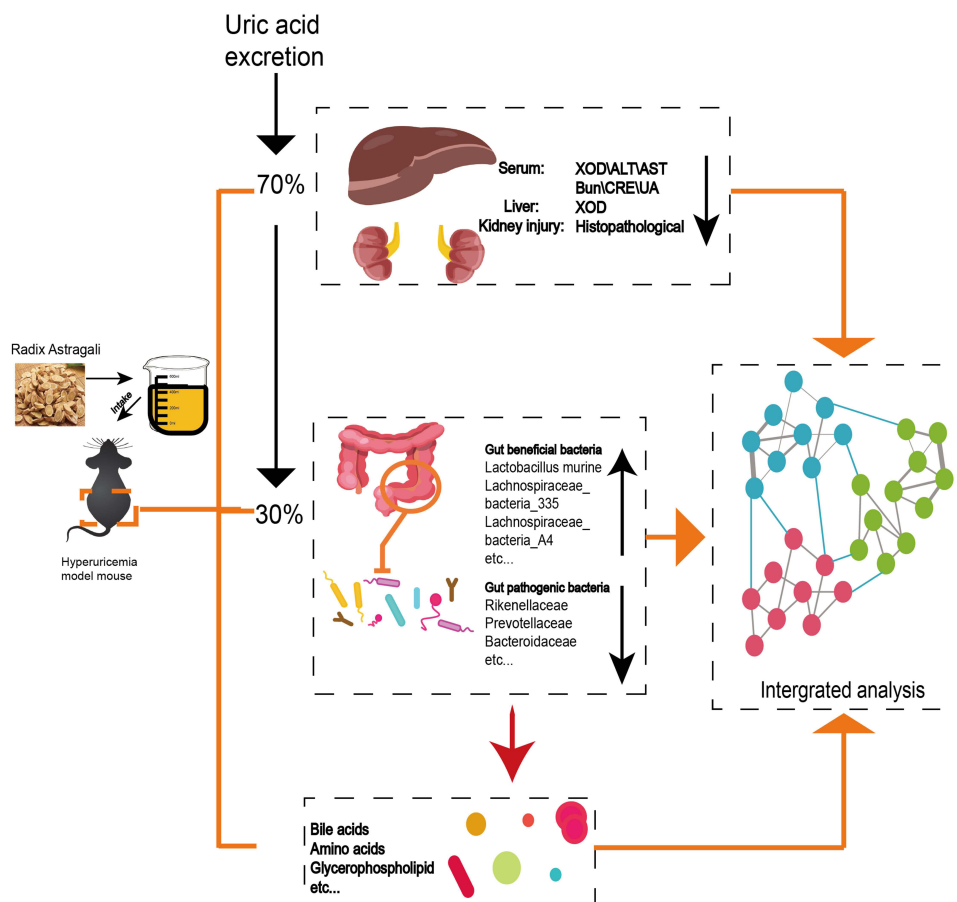 Uric acid
excretion
70%
Serum: XOD\ALT\AST
Bun\CRE\UA
Liver: XOD
Kidney injury: Histopathological
Radix Astragali
Intake
Hyperuricemia
model mouse
30%
Gut beneficial bacteria
Lactobacillus murine
Lachnospiraceae_
bacteria_335
Lachnospiraceae_
bacteria_A4
etc...
Gut pathogenic bacteria
Rikenellaceae
Prevotellaceae
Bacteroidaceae
etc...
Intergrated analysis
Bile acids
Amino acids
Glycerophospholipid
etc...